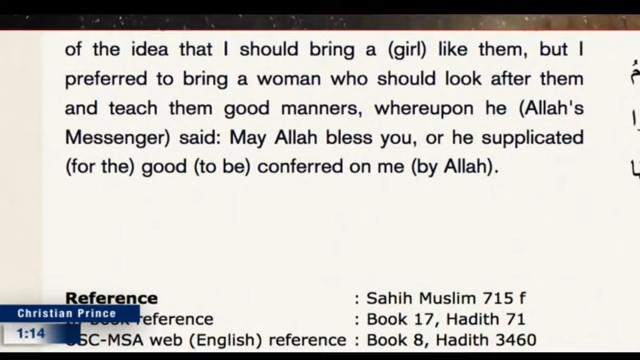 of the idea that I should bring a (girl) like them, but I
preferred to bring a woman who should look after them
and teach them good manners, whereupon he (Allah's
Messenger) said: May Allah bless you, or he supplicated
(for the) good (to be) conferred on me (by Allah).
Reference : Sahih Muslim 715 f
book reference : Book 17, Hadith 71
USC-MSA web (English) reference : Book 8, Hadith 3460
Christian Prince
1:14